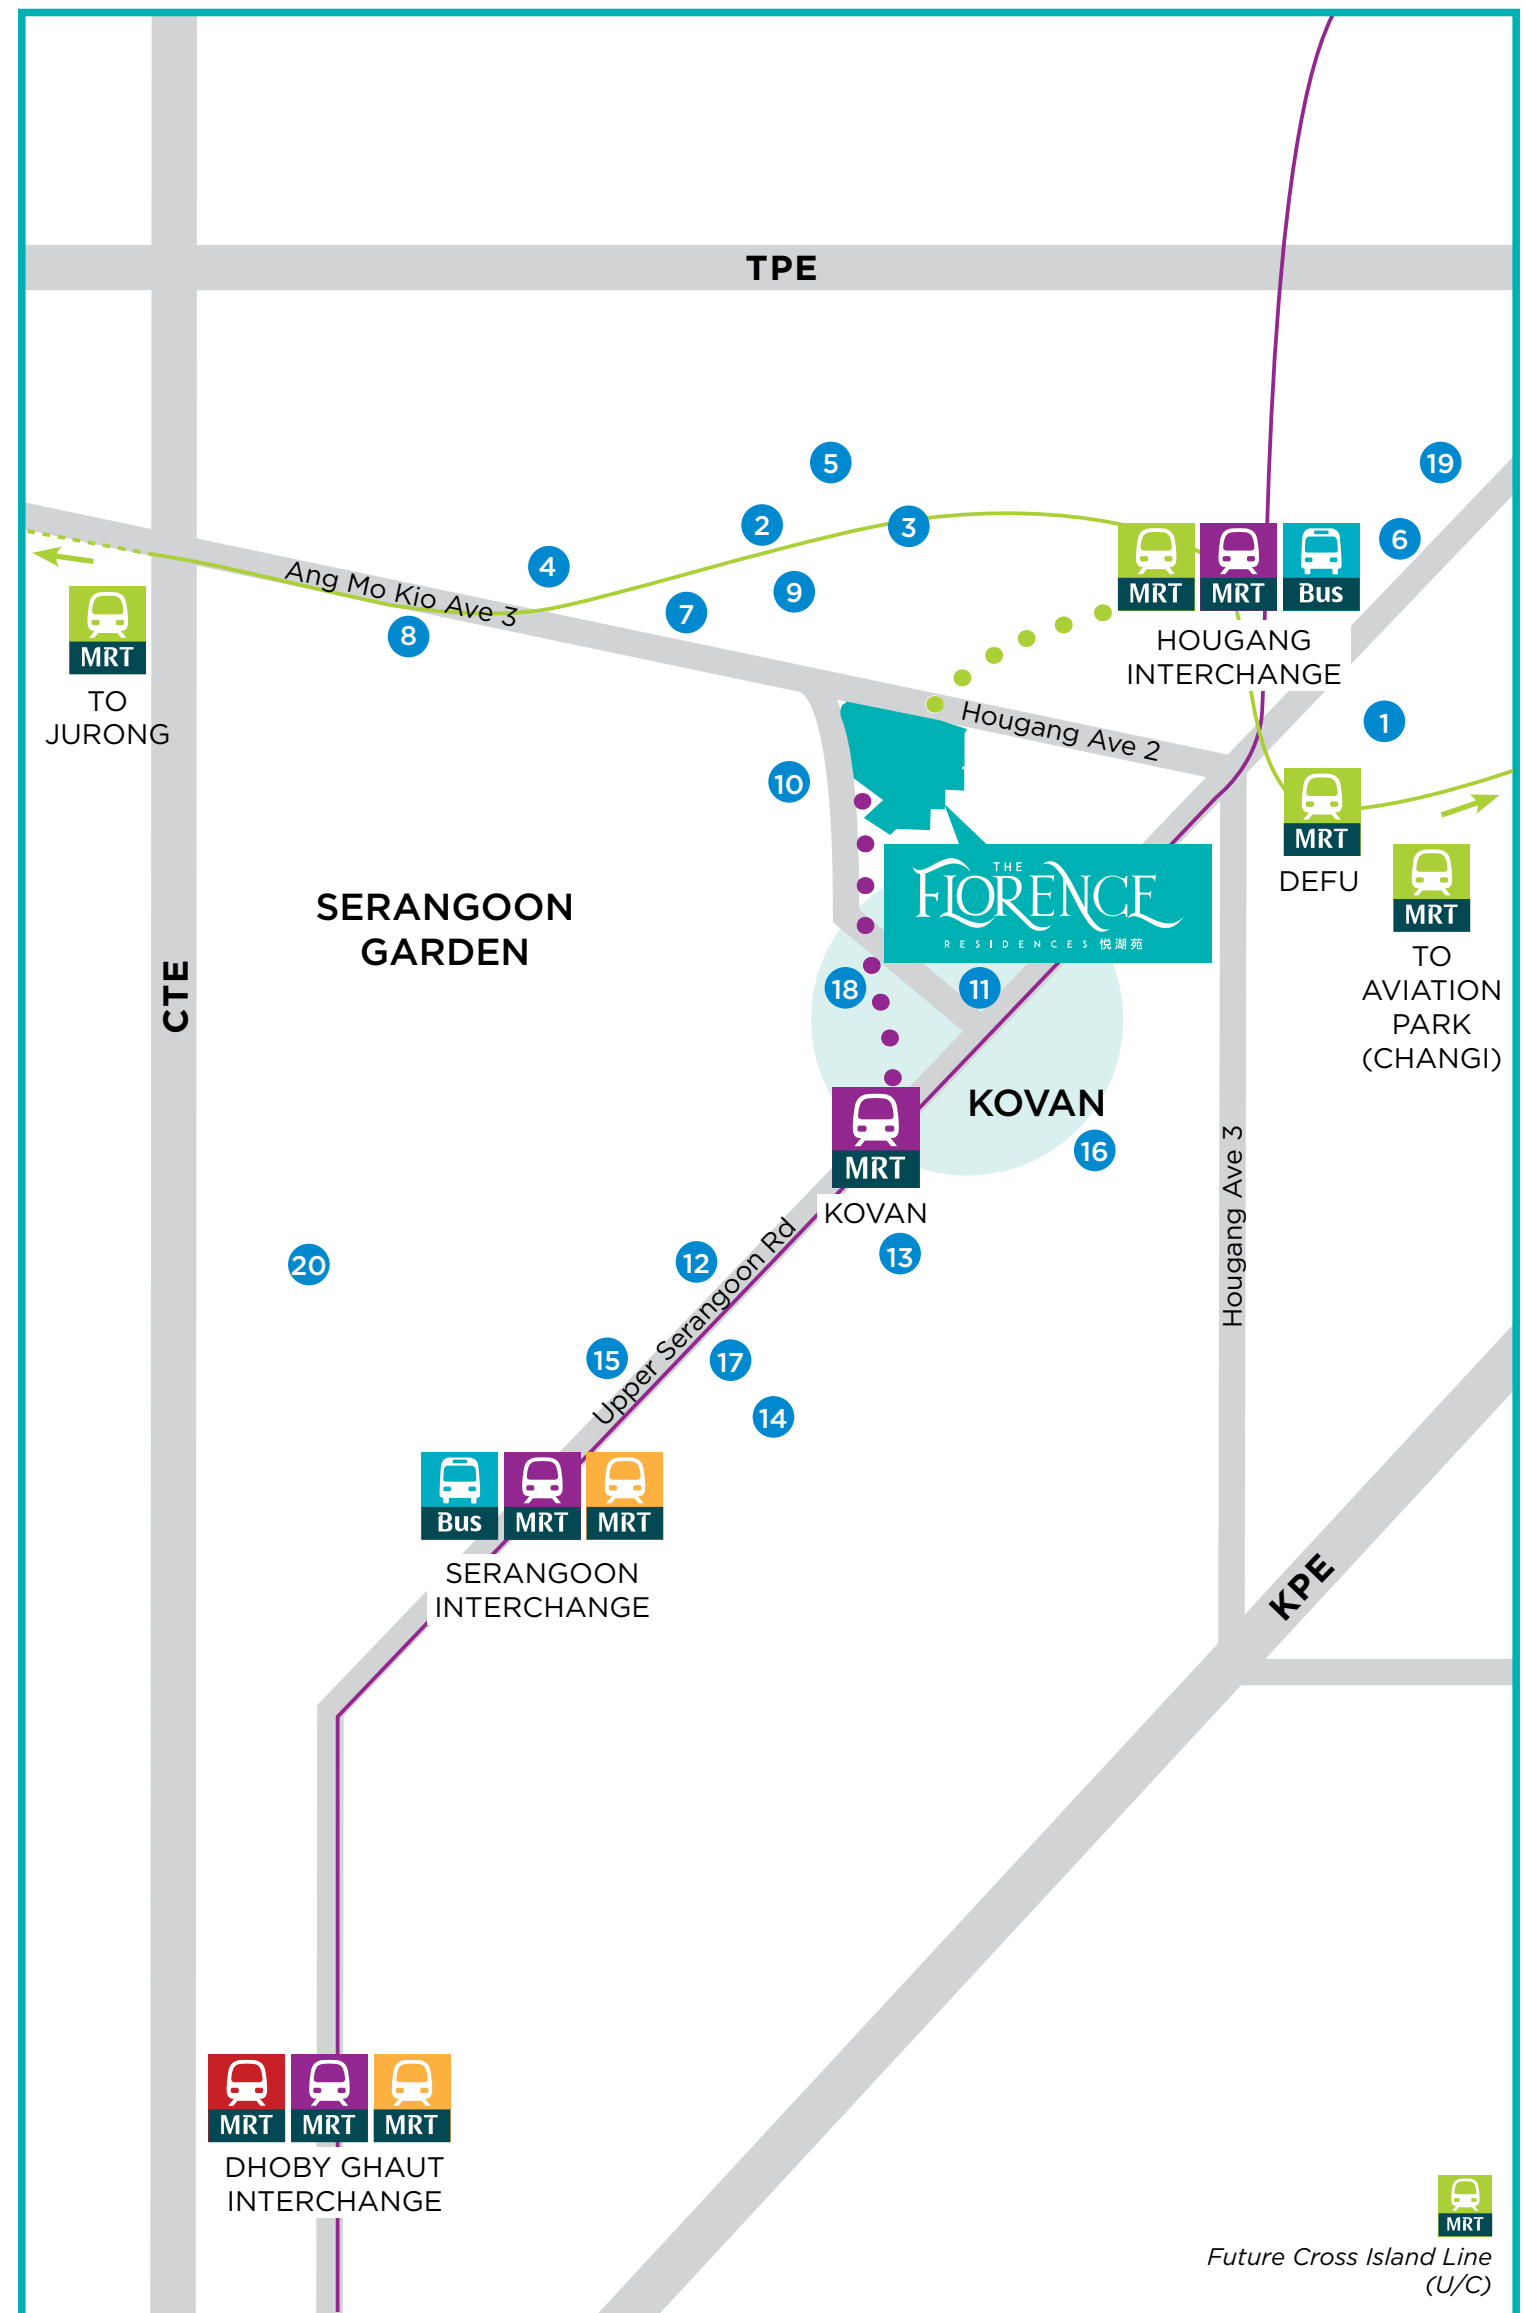 TPE
5
19
2
3
6
4
Ang Mo Kio Ave 3
9
7
8
MRT
MRT
Bus
HOUGANG
INTERCHANGE
MRT
TO
JURONG
Hougang Ave 2
1
10
MRT
DEFU
THE
FLORENCE
RESIDENCES 悦湖苑
MRT
TO
AVIATION
PARK
(CHANGI)
SERANGOON
GARDEN
CTE
18
11
KOVAN
16
MRT
KOVAN
13
Hougang Ave 3
20
12
Upper Serangoon Rd
15
17
14
Bus
MRT
MRT
SERANGOON
INTERCHANGE
KPE
MRT
MRT
MRT
DHOBY GHAUT
INTERCHANGE
MRT
Future Cross Island Line
(U/C)